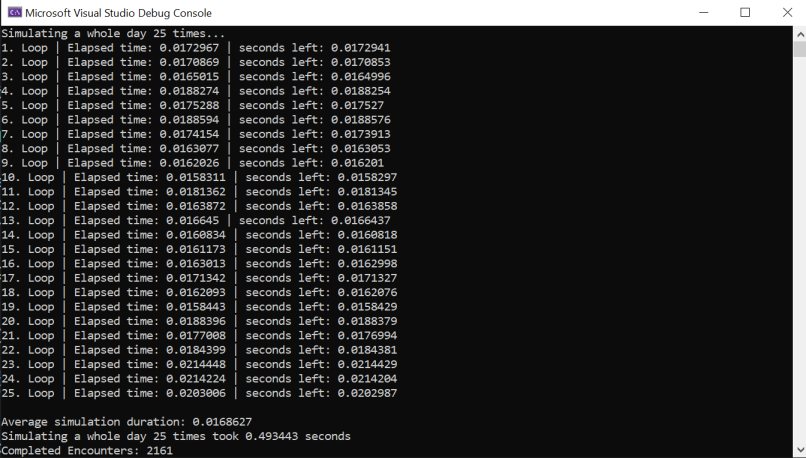 Microsoft Visual Studio Debug Console
Simulating a whole day 25 times...
1. Loop | Elapsed time: 0.0172967 | seconds left: 0.0172941
2. Loop | Elapsed time: 0.0170869 | seconds left: 0.0170853
3. Loop | Elapsed time: 0.0165015 | seconds left: 0.0164996
4. Loop | Elapsed time: 0.0188274 | seconds left: 0.0188254
5. Loop | Elapsed time: 0.0175288 | seconds left: 0.017527
6. Loop | Elapsed time: 0.0188594 | seconds left: 0.0188576
7. Loop | Elapsed time: 0.0174154 | seconds left: 0.0173913
8. Loop | Elapsed time: 0.0163077 | seconds left: 0.0163053
9. Loop | Elapsed time: 0.0162026 | seconds left: 0.016201
10. Loop | Elapsed time: 0.0158311 | seconds left: 0.0158297
11. Loop | Elapsed time: 0.0181362 | seconds left: 0.0181345
12. Loop | Elapsed time: 0.0163872 | seconds left: 0.0163858
13. Loop | Elapsed time: 0.016645 | seconds left: 0.0166437
14. Loop | Elapsed time: 0.0160834 | seconds left: 0.0160818
15. Loop | Elapsed time: 0.0161173 | seconds left: 0.0161151
16. Loop | Elapsed time: 0.0163013 | seconds left: 0.0162998
17. Loop | Elapsed time: 0.0171342 | seconds left: 0.0171327
18. Loop | Elapsed time: 0.0162093 | seconds left: 0.0162076
19. Loop | Elapsed time: 0.0158443 | seconds left: 0.0158429
20. Loop | Elapsed time: 0.0188396 | seconds left: 0.0188379
21. Loop | Elapsed time: 0.0177008 | seconds left: 0.0176994
22. Loop | Elapsed time: 0.0184399 | seconds left: 0.0184381
23. Loop | Elapsed time: 0.0214448 | seconds left: 0.0214429
24. Loop | Elapsed time: 0.0214224 | seconds left: 0.0214204
25. Loop | Elapsed time: 0.0203006 | seconds left: 0.0202987
Average simulation duration: 0.0168627
Simulating a whole day 25 times took 0.493443 seconds
Completed Encounters: 2161